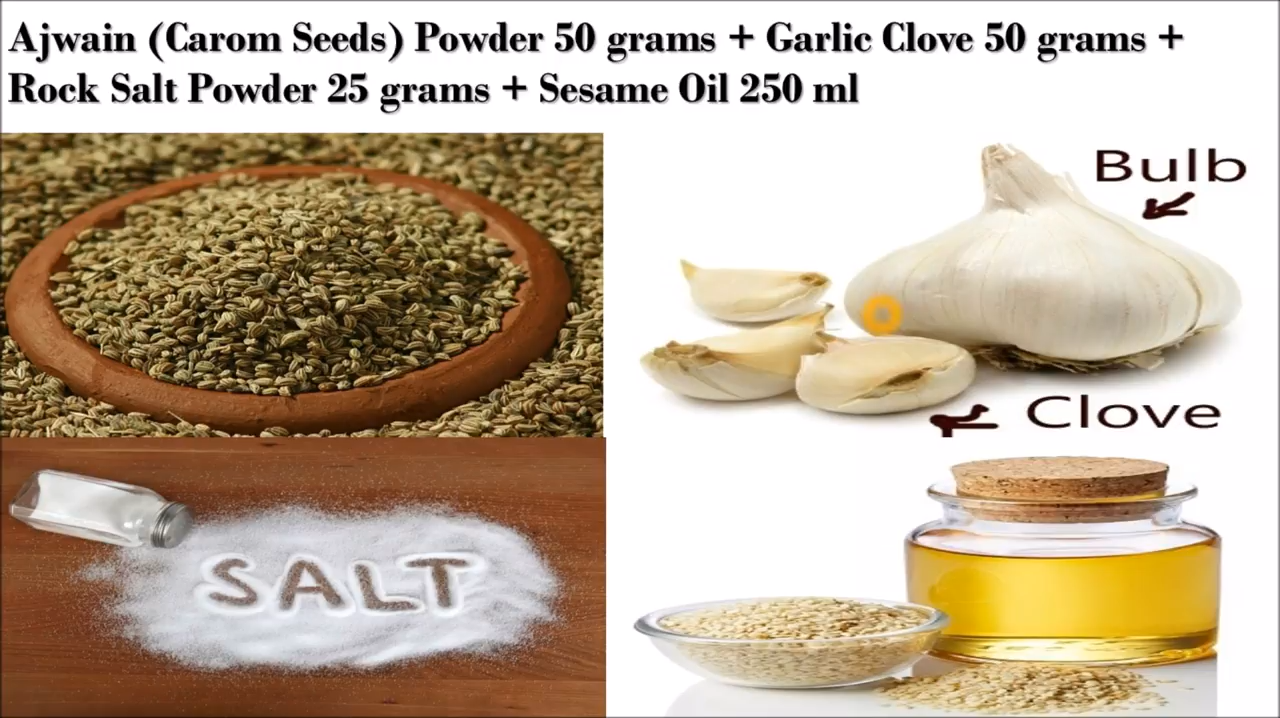 Ajwain (Carom Seeds) Powder 50 grams + Garlic Clove 50 grams +
Rock Salt Powder 25 grams + Sesame Oil 250 ml
Bulb
Clove
SALT